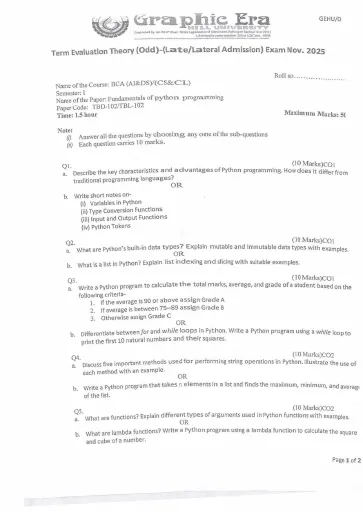 GEHU/D
Graphic Era
HILL UNIVERSITY
Term Evaluation Theory (Odd)-(Late/Lateral Admission) Exam Nov. 2025
Roll no.....................
Name of the Course: BCA (AIRDS)/(CS&CL)
Semester: I
Name of the Paper: Fundamentals of python programming
Paper Code: TBD-102/TBL-102
Time: 1.5 hour Maximum Marks: 50
Note:
(i) Answer all the questions by choosing any one of the sub-questions
(ii) Each question carries 10 marks.
Q1. (10 Marks)CO1
a. Describe the key characteristics and advantages of Python programming. How does it differ from
traditional programming languages?
OR
b. Write short notes on-
(i) Variables in Python
(ii) Type Conversion Functions
(iii) Input and Output Functions
(iv) Python Tokens
Q2. (10 Marks)CO1
a. What are Python's built-in data types? Explain mutable and immutable data types with examples.
OR
b. What is a list in Python? Explain list indexing and slicing with suitable examples.
Q3. (10 Marks)CO1
a. Write a Program to calculate the total marks, average, and grade of a student based on the
following criteria-
1. If the average is 90 or above assign Grade A
2. If average is between 75–89 assign Grade B
3. Otherwise assign Grade C
OR
b. Differentiate between for and while loops in Python. Write a Python program using a while loop to
print the first 10 natural numbers and their squares.
Q4. (10 Marks)CO2
a. Discuss five important methods used for performing string operations in Python. Illustrate the use of
each method with an example.
OR
b. Write a Python program that takes n elements in a list and finds the maximum, minimum, and average
of the list.
Q5. (10 Marks)CO2
a. What are functions? Explain different types of arguments used in Python functions with examples.
OR
b. What are lambda functions? Write a Python program using a lambda function to calculate the square
and cube of a number.
Page 1 of 2